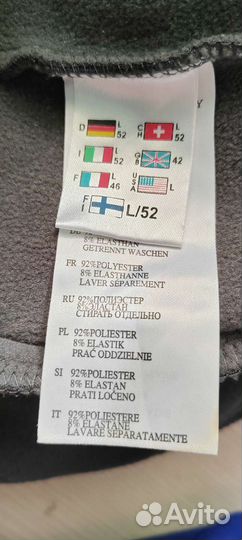 Y
D L 52 CH L 52
I L 52 GB 42
F L 46 USA L
FI L/52
8% ELASTHAN
GETRENNT WASCHEN
FR 92%POLYESTER
8% ELASTHANNE
LAVER SEPAREMENT
RU 92%ПОЛИЭСТЕР
8%ЭЛАСТАН
СТИРАТЬ ОТДЕЛЬНО
PL 92%POLIESTER
8% ELASTIK
PRAĆ ODDZIELNIE
SI 92%POLIESTER
8% ELASTAN
PRATI LOČENO
IT 92%POLIESTERE
8% ELASTANE
LAVARE SEPARATAMENTE
Avito